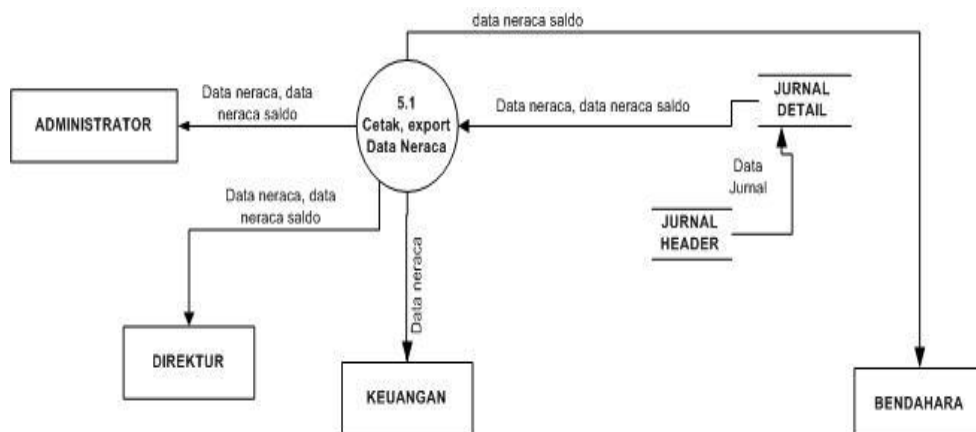 data neraca saldo
Data neraca, data
neraca saldo
ADMINISTRATOR
5.1
Cetak, export
Data Neraca
Data neraca, data neraca saldo
JURNAL
DETAIL
Data
Jurnal
JURNAL
HEADER
Data neraca, data
neraca saldo
Data neraca
DIREKTUR
KEUANGAN
BENDAHARA